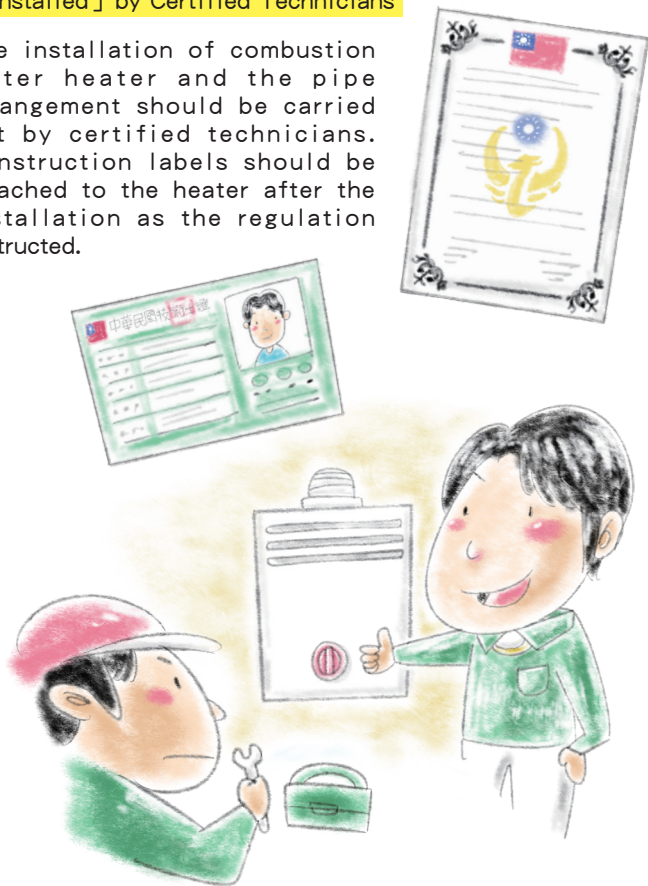 nstalled」by Certified Technicians
e installation of combustion
ter heater and the pipe
angement should be carried
t by certified technicians.
nstruction labels should be
ached to the heater after the
stallation as the regulation
tructed.
中華民國技術士證